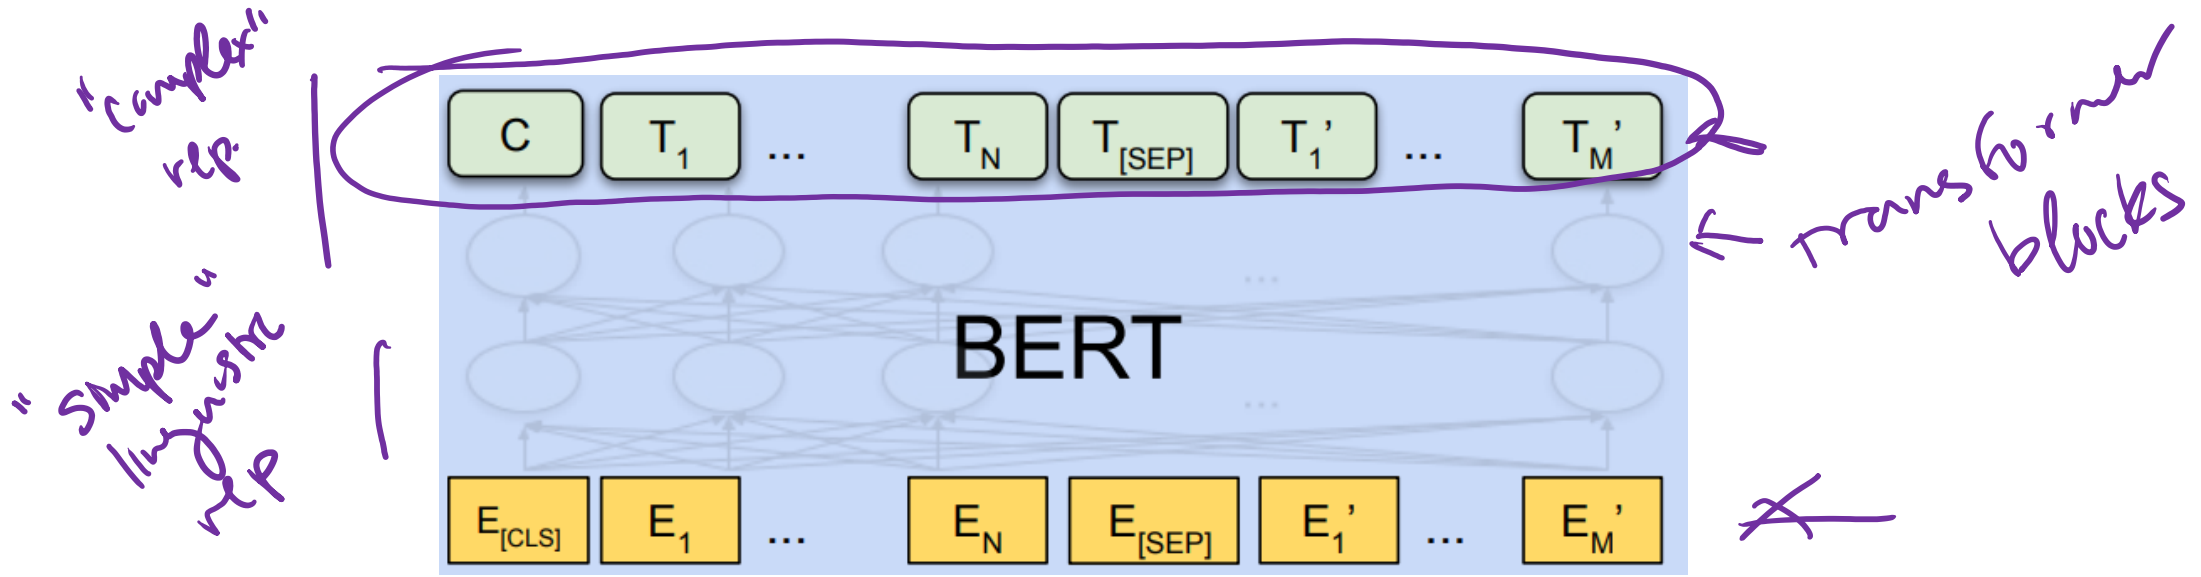 "complex"
rep.
C T1 ... TN T[SEP] T1’ ... TM’
transformer
blocks
...
"simple"
linguistic
rep
BERT
...
E[CLS] E1 ... EN E[SEP] E1’ ... EM’